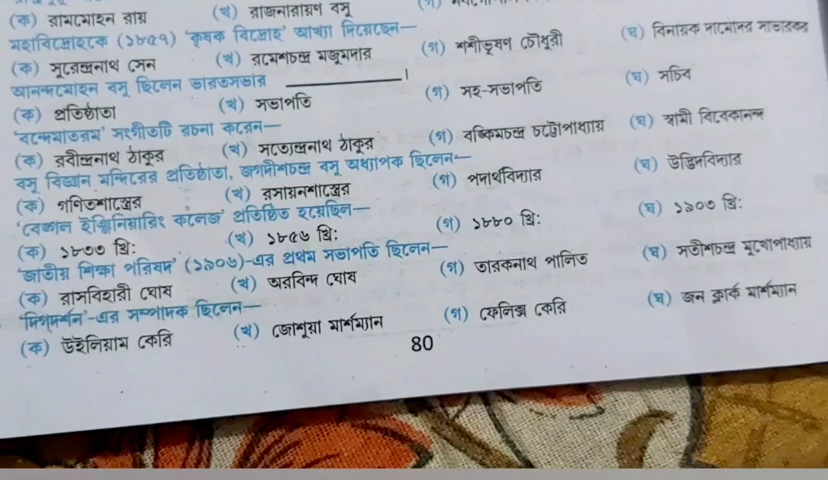 (ক) রামমোহন রায় (খ) রাজনারায়ণ বসু (গ)
মহাবিদ্রোহকে (১৮৫৭) 'কৃষক বিদ্রোহ' আখ্যা দিয়েছেন—
(ক) সুরেন্দ্রনাথ সেন (খ) রমেশচন্দ্র মজুমদার (গ) শশীভূষণ চৌধুরী (ঘ) বিনায়ক দামোদর সাভারকর
আনন্দমোহন বসু ছিলেন ভারতসভার ____________।
(ক) প্রতিষ্ঠাতা (খ) সভাপতি (গ) সহ-সভাপতি (ঘ) সচিব
'বন্দেমাতরম' সংগীতটি রচনা করেন—
(ক) রবীন্দ্রনাথ ঠাকুর (খ) সত্যেন্দ্রনাথ ঠাকুর (গ) বঙ্কিমচন্দ্র চট্টোপাধ্যায় (ঘ) স্বামী বিবেকানন্দ
বসু বিজ্ঞান মন্দিরের প্রতিষ্ঠাতা, জগদীশচন্দ্র বসু অধ্যাপক ছিলেন—
(ক) গণিতশাস্ত্রের (খ) রসায়নশাস্ত্রের (গ) পদার্থবিদ্যার (ঘ) উদ্ভিদবিদ্যার
'বেঙ্গল ইঞ্জিনিয়ারিং কলেজ' প্রতিষ্ঠিত হয়েছিল—
(ক) ১৮৩৩ খ্রি: (খ) ১৮৫৬ খ্রি: (গ) ১৮৮০ খ্রি: (ঘ) ১৯০৩ খ্রি:
'জাতীয় শিক্ষা পরিষদ' (১৯০৬)-এর প্রথম সভাপতি ছিলেন—
(ক) রাসবিহারী ঘোষ (খ) অরবিন্দ ঘোষ (গ) তারকনাথ পালিত (ঘ) সতীশচন্দ্র মুখোপাধ্যায়
'দিগ্‌দর্শন'-এর সম্পাদক ছিলেন—
(ক) উইলিয়াম কেরি (খ) জোশুয়া মার্শম্যান (গ) ফেলিক্স কেরি (ঘ) জন ক্লার্ক মার্শম্যান
80